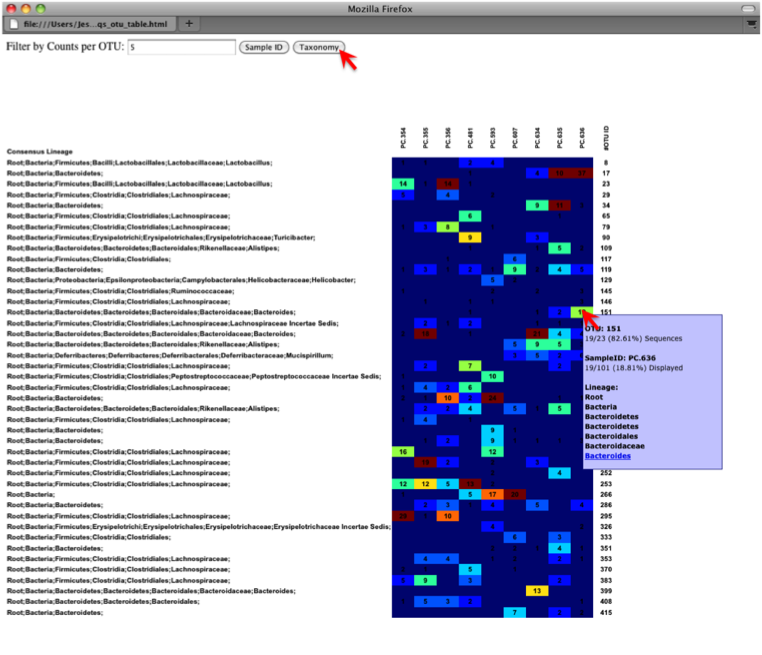 Mozilla Firefox
file:///Users/Jes...qs_otu_table.html +
Filter by Counts per OTU: 5 Sample ID Taxonomy
PC.354 PC.355 PC.356 PC.481 PC.593 PC.607 PC.634 PC.635 PC.636 #OTU ID
Consensus Lineage
Root;Bacteria;Firmicutes;Bacilli;Lactobacillales;Lactobacillaceae;Lactobacillus; 8
Root;Bacteria;Bacteroidetes; 17
Root;Bacteria;Firmicutes;Bacilli;Lactobacillales;Lactobacillaceae;Lactobacillus; 14 23
Root;Bacteria;Firmicutes;Clostridia;Clostridiales;Lachnospiraceae; 29
Root;Bacteria;Bacteroidetes; 9 34
Root;Bacteria;Firmicutes;Clostridia;Clostridiales;Lachnospiraceae; 6 65
Root;Bacteria;Firmicutes;Clostridia;Clostridiales;Lachnospiraceae; 8 79
Root;Bacteria;Firmicutes;Erysipelotrichi;Erysipelotrichales;Erysipelotrichaceae;Turicibacter; 9 90
Root;Bacteria;Bacteroidetes;Bacteroidetes;Bacteroidales;Rikenellaceae;Alistipes; 5 109
Root;Bacteria;Firmicutes;Clostridia;Clostridiales; 117
Root;Bacteria;Bacteroidetes; 9 4 119
Root;Bacteria;Proteobacteria;Epsilonproteobacteria;Campylobacterales;Helicobacteraceae;Helicobacter; 5 129
Root;Bacteria;Firmicutes;Clostridia;Clostridiales;Ruminococcaceae; 145
Root;Bacteria;Firmicutes;Clostridia;Clostridiales;Lachnospiraceae; 146
Root;Bacteria;Bacteroidetes;Bacteroidetes;Bacteroidales;Bacteroidaceae;Bacteroides; 151
Root;Bacteria;Firmicutes;Clostridia;Clostridiales;Lachnospiraceae;Lachnospiraceae Incertae Sedis;
Root;Bacteria;Bacteroidetes;Bacteroidetes;Bacteroidales;Bacteroidaceae;Bacteroides; 4
Root;Bacteria;Bacteroidetes;Bacteroidetes;Bacteroidales;Rikenellaceae;Alistipes; 5 9 5
Root;Bacteria;Deferribacteres;Deferribacteres;Deferribacterales;Deferribacteraceae;Mucispirillum; 5
Root;Bacteria;Firmicutes;Clostridia;Clostridiales;Lachnospiraceae; 7
Root;Bacteria;Firmicutes;Clostridia;Clostridiales;Peptostreptococcaceae;Peptostreptococcaceae Incertae Sedis; 10
Root;Bacteria;Firmicutes;Clostridia;Clostridiales;Lachnospiraceae; 4 6
Root;Bacteria;Bacteroidetes; 10
Root;Bacteria;Bacteroidetes;Bacteroidetes;Bacteroidales;Rikenellaceae;Alistipes; 4 5 5
Root;Bacteria;Firmicutes;Clostridia;Clostridiales;Lachnospiraceae; 4
Root;Bacteria;Bacteroidetes; 9
Root;Bacteria;Bacteroidetes; 9
Root;Bacteria;Firmicutes;Clostridia;Clostridiales;Lachnospiraceae; 16 12
Root;Bacteria;Firmicutes;Clostridia;Clostridiales;Lachnospiraceae;
Root;Bacteria;Firmicutes;Clostridia;Clostridiales;Lachnospiraceae; 4 252
Root;Bacteria;Firmicutes;Clostridia;Clostridiales;Lachnospiraceae; 12 12 5 253
Root;Bacteria; 5 17 266
Root;Bacteria;Bacteroidetes; 286
Root;Bacteria;Firmicutes;Clostridia;Clostridiales;Lachnospiraceae; 10 295
Root;Bacteria;Firmicutes;Erysipelotrichi;Erysipelotrichales;Erysipelotrichaceae;Erysipelotrichaceae Incertae Sedis; 326
Root;Bacteria;Firmicutes;Clostridia;Clostridiales; 6 3 333
Root;Bacteria;Bacteroidetes; 4 351
Root;Bacteria;Firmicutes;Clostridia;Clostridiales;Lachnospiraceae; 4 4 353
Root;Bacteria;Firmicutes;Clostridia;Clostridiales;Lachnospiraceae; 5 370
Root;Bacteria;Firmicutes;Clostridia;Clostridiales;Lachnospiraceae; 9 3 383
Root;Bacteria;Bacteroidetes;Bacteroidetes;Bacteroidales;Bacteroidaceae;Bacteroides; 13 399
Root;Bacteria;Bacteroidetes;Bacteroidetes;Bacteroidales; 5 3 408
Root;Bacteria;Bacteroidetes; 7 415
OTU: 151
19/23 (82.61%) Sequences
SampleID: PC.636
19/101 (18.81%) Displayed
Lineage:
Root
Bacteria
Bacteroidetes
Bacteroidetes
Bacteroidales
Bacteroidaceae
Bacteroides